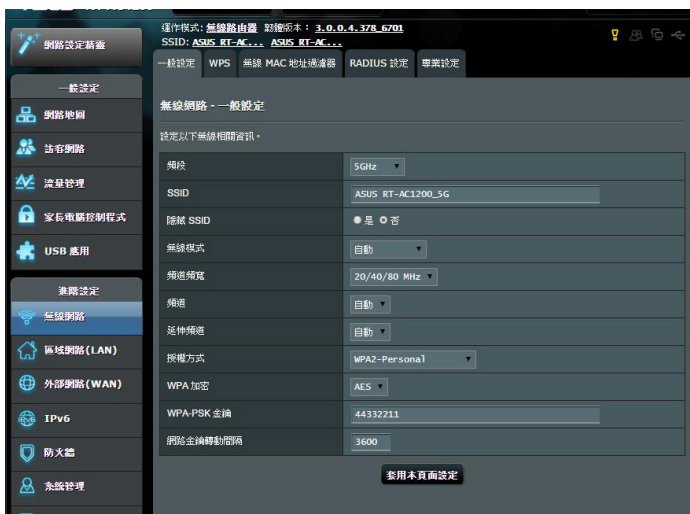 運作模式: 無線路由器 韌體版本: 3.0.0.4.378_6701
SSID: ASUS RT-AC... ASUS RT-AC...
網路設定精靈
一般設定
網路地圖
訪客網路
流量管理
家長電腦控制程式
USB 應用
進階設定
無線網路
區域網路(LAN)
外部網路(WAN)
IPv6
防火牆
系統管理
一般設定 WPS 無線 MAC 地址過濾器 RADIUS 設定 專業設定
無線網路 - 一般設定
設定以下無線相關資訊。
頻段 5GHz
SSID ASUS RT-AC1200_5G
隱藏 SSID 是 否
無線模式 自動
頻道頻寬 20/40/80 MHz
頻道 自動
延伸頻道 自動
授權方式 WPA2-Personal
WPA 加密 AES
WPA-PSK 金鑰 44332211
網路金鑰轉動間隔 3600
套用本頁面設定